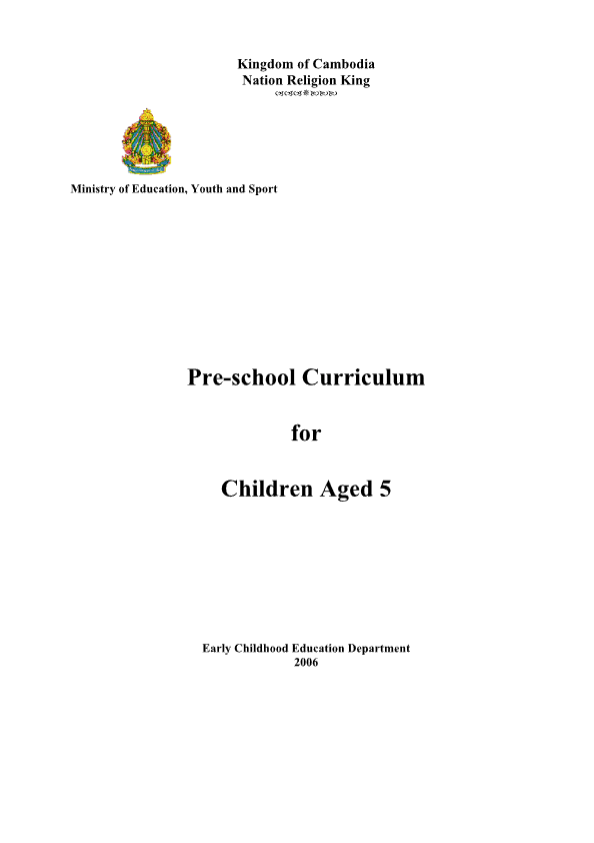 Kingdom of Cambodia
Nation Religion King
Ministry of Education, Youth and Sport
Pre-school Curriculum
for
Children Aged 5
Early Childhood Education Department
2006